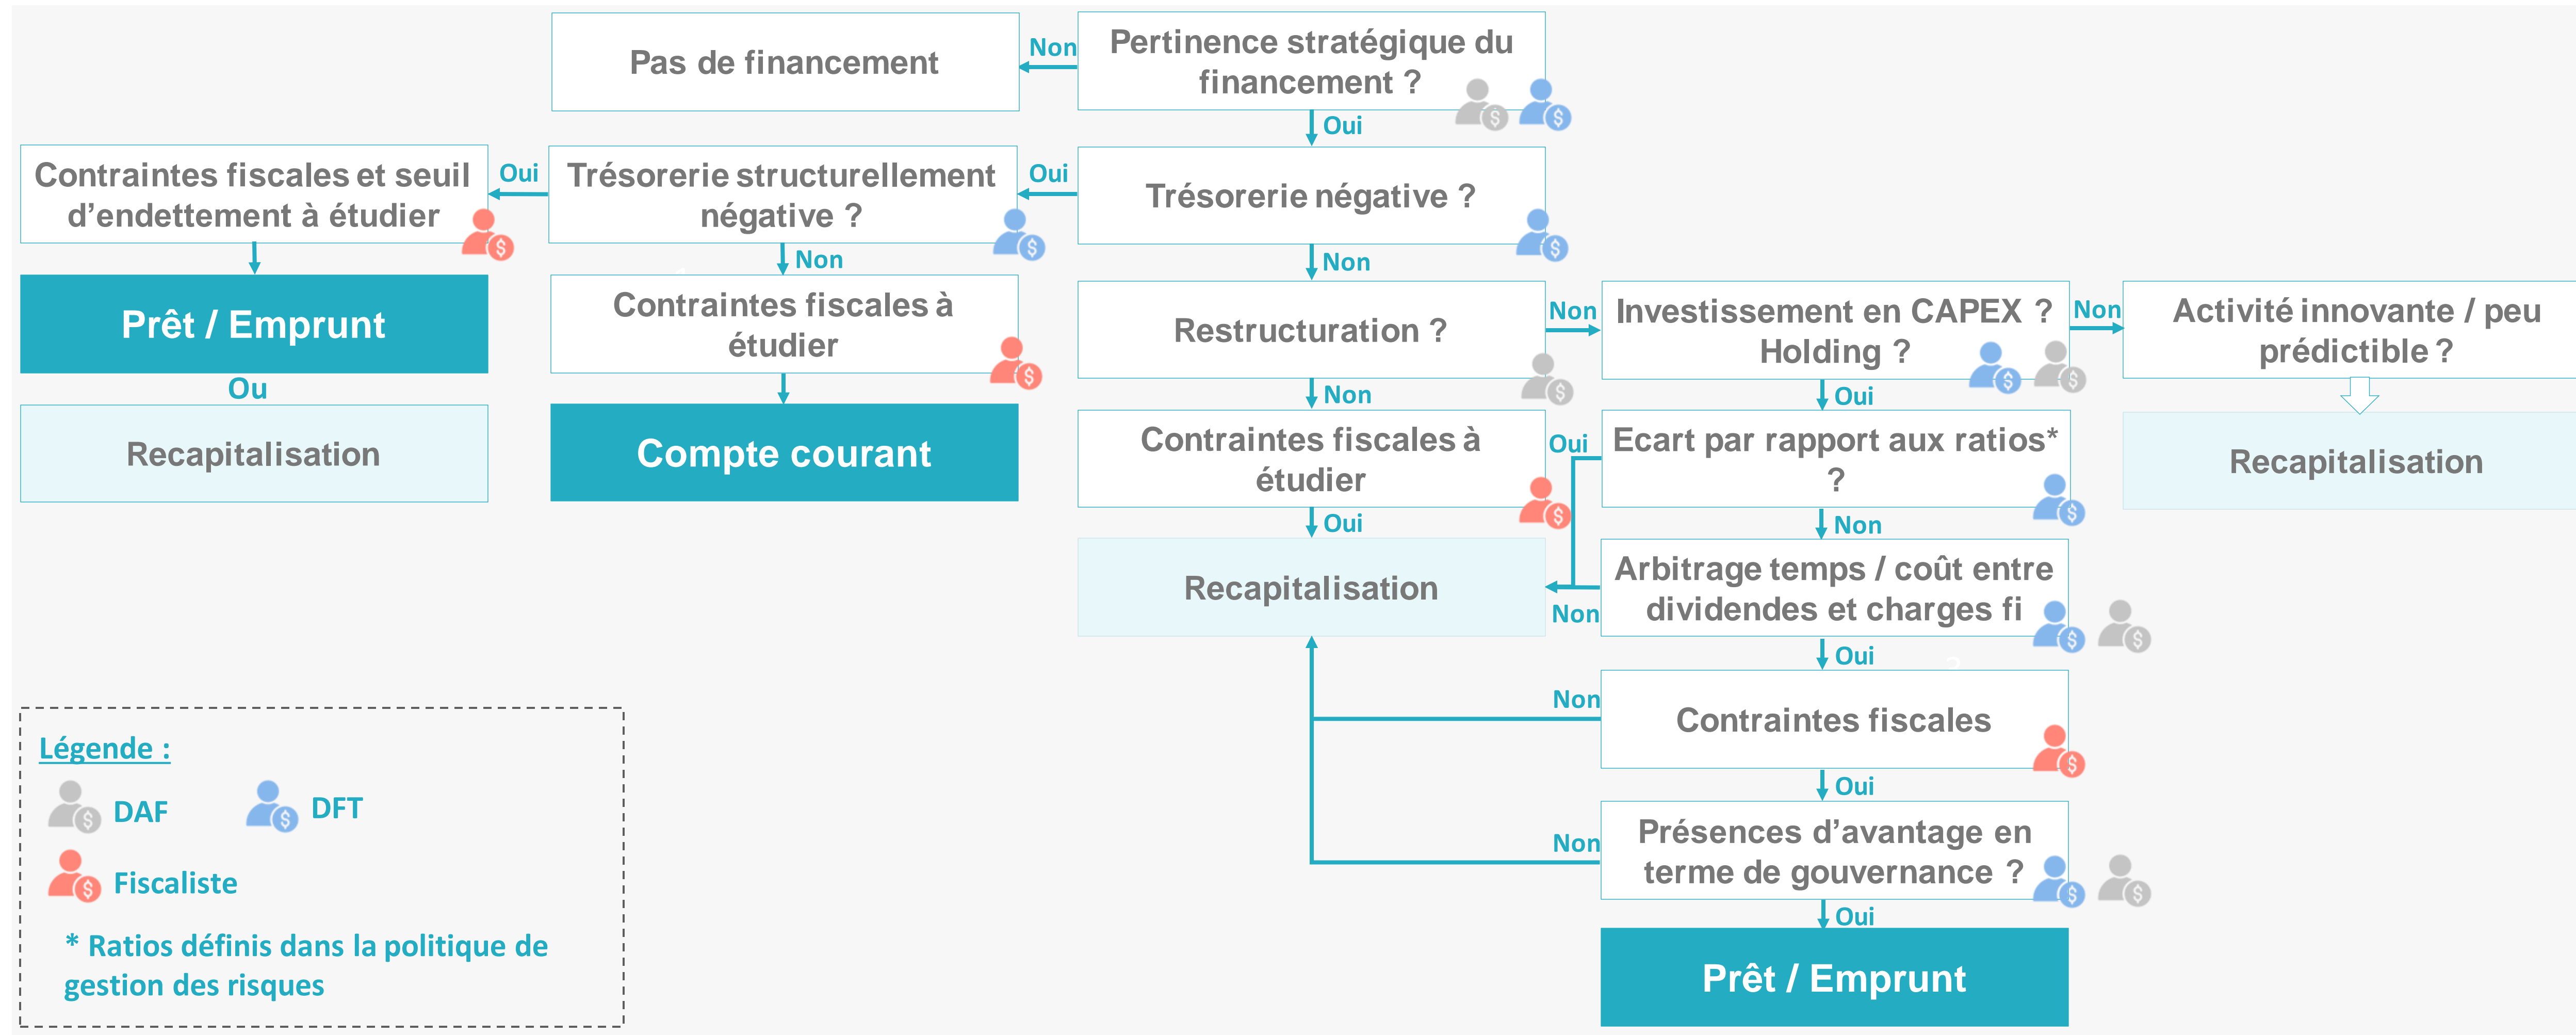 Pas de financement
Non
Pertinence stratégique du
financement ?
Oui
Contraintes fiscales et seuil
d’endettement à étudier
Oui
Trésorerie structurellement
négative ?
Oui
Trésorerie négative ?
Non
Non
Prêt / Emprunt
Ou
Recapitalisation
Contraintes fiscales à
étudier
Compte courant
Restructuration ?
Non
Investissement en CAPEX ?
Holding ?
Non
Activité innovante / peu
prédictible ?
Non
Oui
Contraintes fiscales à
étudier
Oui
Ecart par rapport aux ratios*
?
Recapitalisation
Oui
Non
Recapitalisation
Non
Arbitrage temps / coût entre
dividendes et charges fi
Oui
Non
Contraintes fiscales
Oui
Non
Présences d’avantage en
terme de gouvernance ?
Oui
Prêt / Emprunt
Légende :
DAF
DFT
Fiscaliste
* Ratios définis dans la politique de
gestion des risques